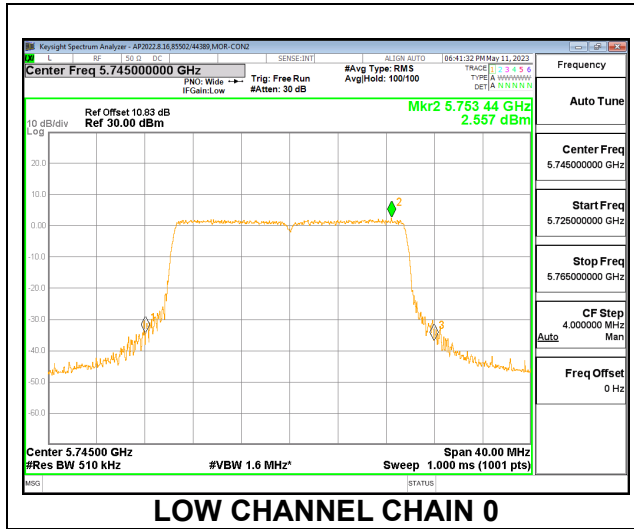 Keysight Spectrum Analyzer - AP2022.8.16,85502/44389,MOR-CON2
L RF 50 Ω DC SENSE:INT ALIGN AUTO 06:41:32 PM May 11, 2023
Center Freq 5.745000000 GHz
PNO: Wide
IFGain:Low
Trig: Free Run
#Atten: 30 dB
#Avg Type: RMS
Avg|Hold: 100/100
TRACE 1 2 3 4 5 6
TYPE A WWWWW
DET A N N N N N
Mkr2 5.753 44 GHz
2.557 dBm
Ref Offset 10.83 dB
10 dB/div Ref 30.00 dBm
Log
20.0
10.0
0.00
-10.0
-20.0
-30.0
-40.0
-50.0
-60.0
1
2
3
Center 5.74500 GHz Span 40.00 MHz
#Res BW 510 kHz #VBW 1.6 MHz* Sweep 1.000 ms (1001 pts)
MSG STATUS
Frequency
Auto Tune
Center Freq
5.745000000 GHz
Start Freq
5.725000000 GHz
Stop Freq
5.765000000 GHz
CF Step
4.000000 MHz
Auto Man
Freq Offset
0 Hz
LOW CHANNEL CHAIN 0